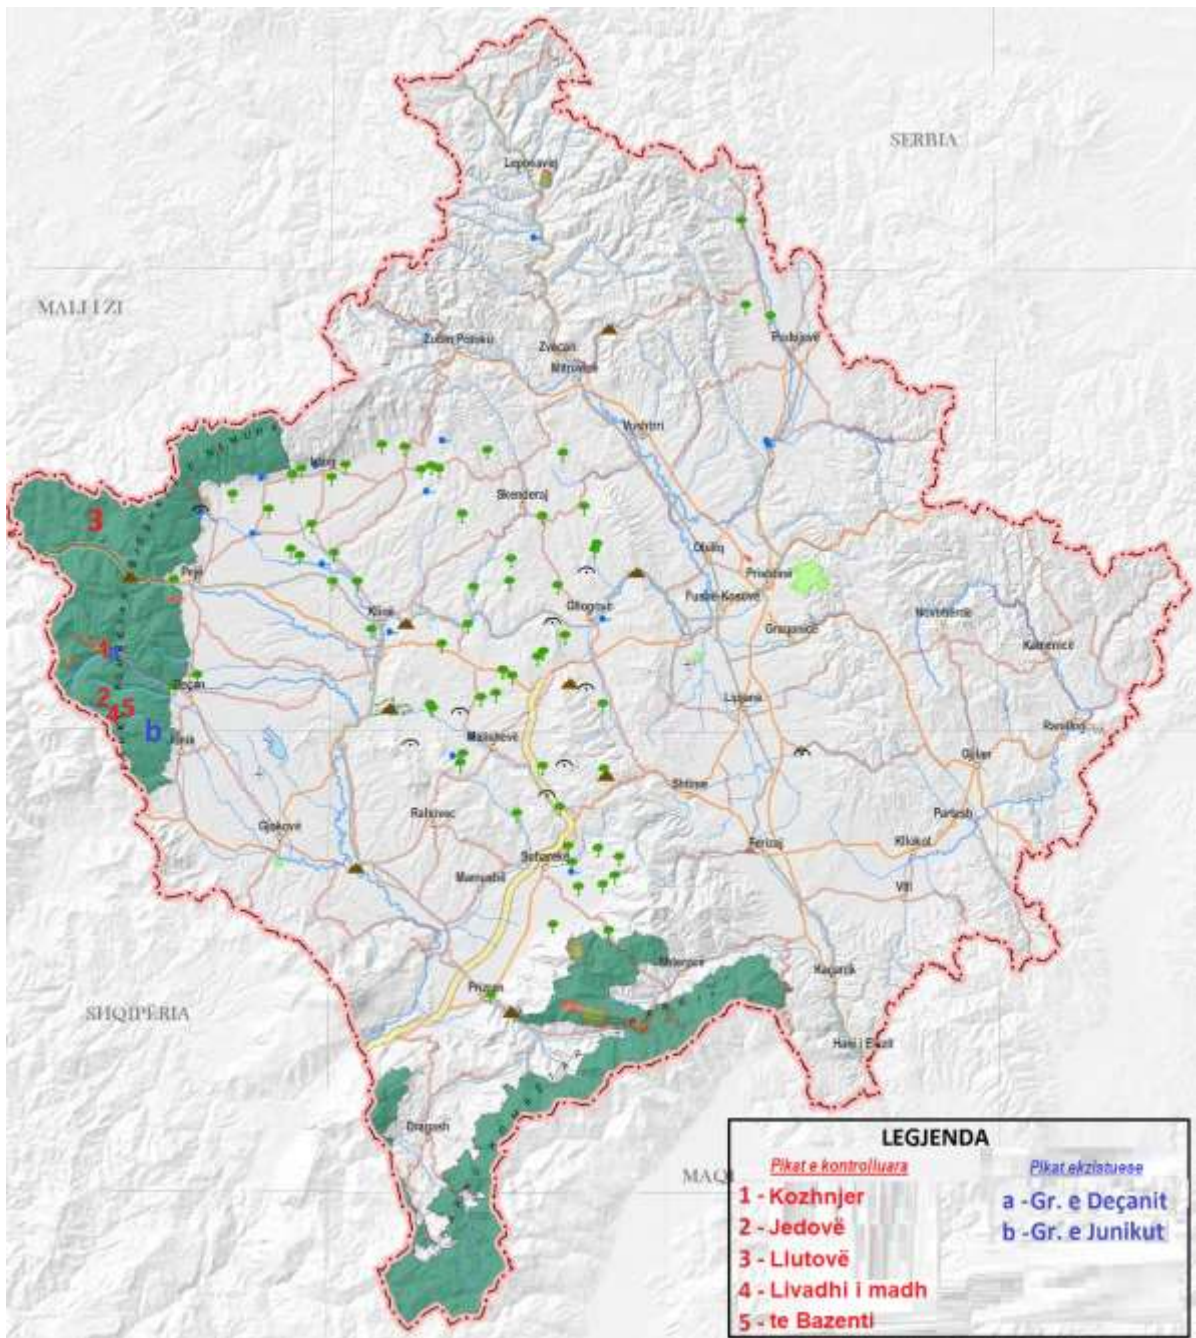 SERBIA
Leposaviq
MALI I ZI
Zubin Potoku
Zveçan
Mitrovicë
Podujevë
Vushtrri
Istog
Skenderaj
3
Obiliq
Pejë
Prishtinë
Fushë-Kosovë
Klinë
Gllogovc
Novobërdë
Graçanicë
Kamenicë
1
a
Deçan
2
4
5
Lipjan
Ranillug
b
Junik
Malishevë
Gjilan
Shtime
Rahovec
Partesh
Gjakovë
Ferizaj
Kllokot
Suharekë
Mamushë
Viti
Shtërpcë
Kaçanik
Prizren
SHQIPËRIA
Hani i Elezit
Dragash
MAQ
LEGJENDA
Pikat e kontrolluara
Pikat ekzistuese
1 - Kozhnjer
a - Gr. e Deçanit
2 - Jedovë
b - Gr. e Junikut
3 - Llutovë
4 - Livadhi i madh
5 - te Bazenti